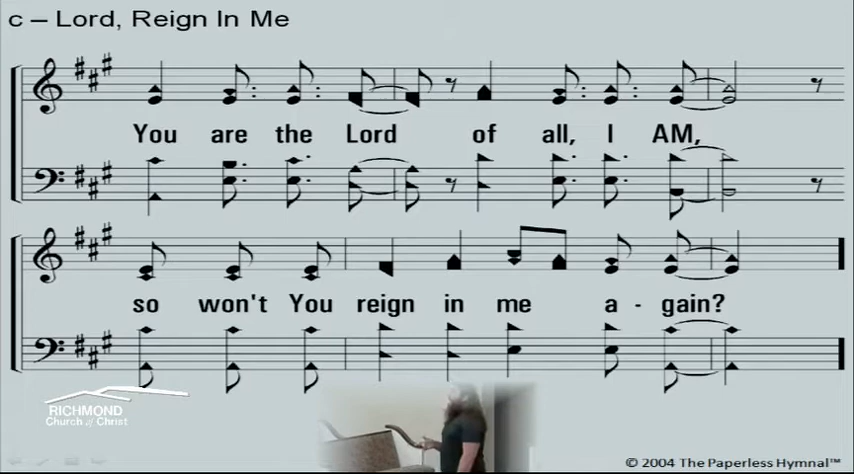 c – Lord, Reign In Me
You are the Lord of all, I AM,
so won't You reign in me a - gain?
RICHMOND
Church of Christ
© 2004 The Paperless Hymnal™